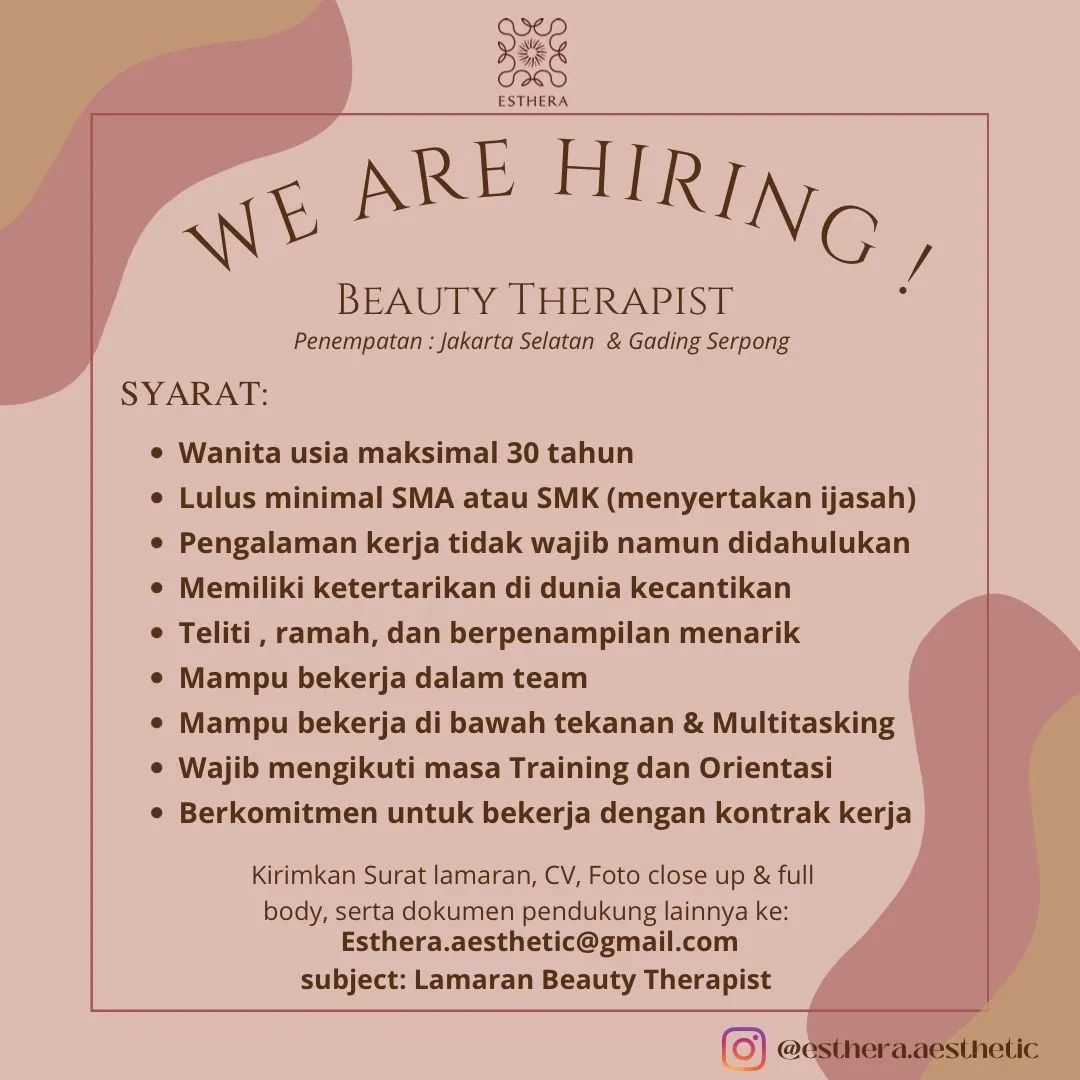 ESTHERA
WE ARE HIRING !
BEAUTY THERAPIST
Penempatan : Jakarta Selatan & Gading Serpong
SYARAT:
• Wanita usia maksimal 30 tahun
• Lulus minimal SMA atau SMK (menyertakan ijasah)
• Pengalaman kerja tidak wajib namun didahulukan
• Memiliki ketertarikan di dunia kecantikan
• Teliti , ramah, dan berpenampilan menarik
• Mampu bekerja dalam team
• Mampu bekerja di bawah tekanan & Multitasking
• Wajib mengikuti masa Training dan Orientasi
• Berkomitmen untuk bekerja dengan kontrak kerja
Kirimkan Surat lamaran, CV, Foto close up & full
body, serta dokumen pendukung lainnya ke:
Esthera.aesthetic@gmail.com
subject: Lamaran Beauty Therapist
@esthera.aesthetic